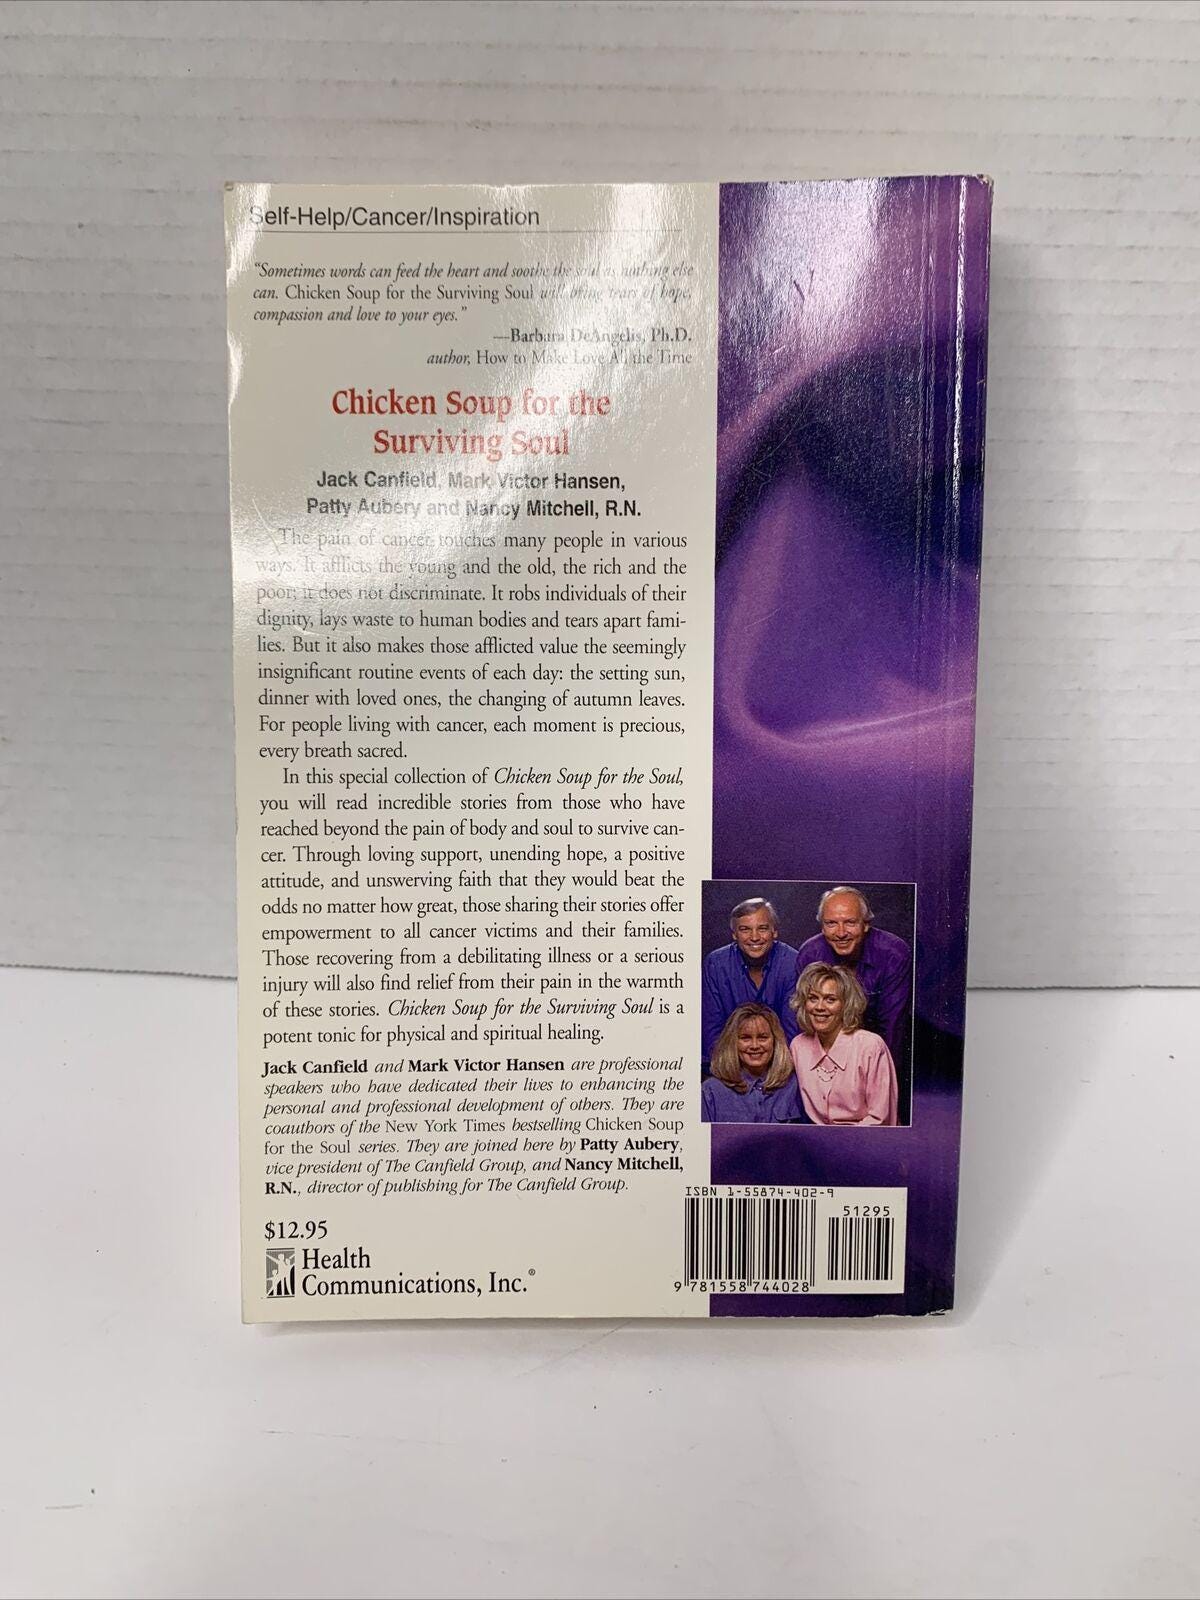 Self-Help/Cancer/Inspiration
“Sometimes words can feed the heart and soothe the soul as nothing else
can. Chicken Soup for the Surviving Soul will bring tears of hope,
compassion and love to your eyes.”
—Barbara DeAngelis, Ph.D.
author, How to Make Love All the Time
Chicken Soup for the
Surviving Soul
Jack Canfield, Mark Victor Hansen,
Patty Aubery and Nancy Mitchell, R.N.
The pain of cancer touches many people in various
ways. It afflicts the young and the old, the rich and the
poor; it does not discriminate. It robs individuals of their
dignity, lays waste to human bodies and tears apart fami-
lies. But it also makes those afflicted value the seemingly
insignificant routine events of each day: the setting sun,
dinner with loved ones, the changing of autumn leaves.
For people living with cancer, each moment is precious,
every breath sacred.
In this special collection of Chicken Soup for the Soul,
you will read incredible stories from those who have
reached beyond the pain of body and soul to survive can-
cer. Through loving support, unending hope, a positive
attitude, and unswerving faith that they would beat the
odds no matter how great, those sharing their stories offer
empowerment to all cancer victims and their families.
Those recovering from a debilitating illness or a serious
injury will also find relief from their pain in the warmth
of these stories. Chicken Soup for the Surviving Soul is a
potent tonic for physical and spiritual healing.
Jack Canfield and Mark Victor Hansen are professional
speakers who have dedicated their lives to enhancing the
personal and professional development of others. They are
coauthors of the New York Times bestselling Chicken Soup
for the Soul series. They are joined here by Patty Aubery,
vice president of The Canfield Group, and Nancy Mitchell,
R.N., director of publishing for The Canfield Group.
$12.95
Health
Communications, Inc.®
ISBN 1-55874-402-9
51295
9 781558 744028